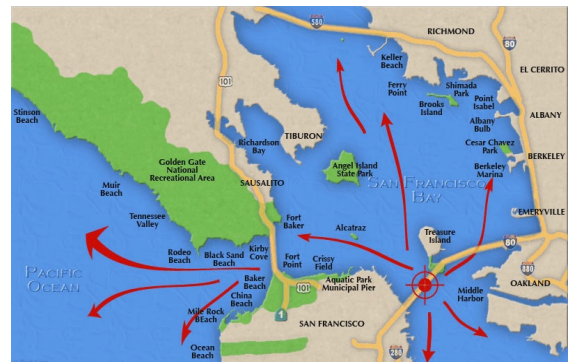 580
RICHMOND
80
Keller
Beach
EL CERRITO
101
Ferry
Point
Shimada
Park
Point
Isabel
Brooks
Island
Stinson
Beach
Albany
Bulb
ALBANY
Richardson
Bay
TIBURON
Cesar Chavez
Park
BERKELEY
Golden Gate
National
Recreational Area
Angel Island
State Park
Berkeley
Marina
SAN FRANCISCO
BAY
Muir
Beach
SAUSALITO
Tennessee
Valley
Fort
Baker
Alcatraz
EMERYVILLE
Treasure
Island
80
Rodeo
Beach
Black Sand
Beach
Kirby
Cove
Fort
Point
Crissy
Field
880
PACIFIC
OCEAN
Baker
Beach
101
Aquatic Park
Municipal Pier
OAKLAND
China
Beach
Middle
Harbor
Mile Rock
BEach
1
SAN FRANCISCO
Ocean
Beach
280